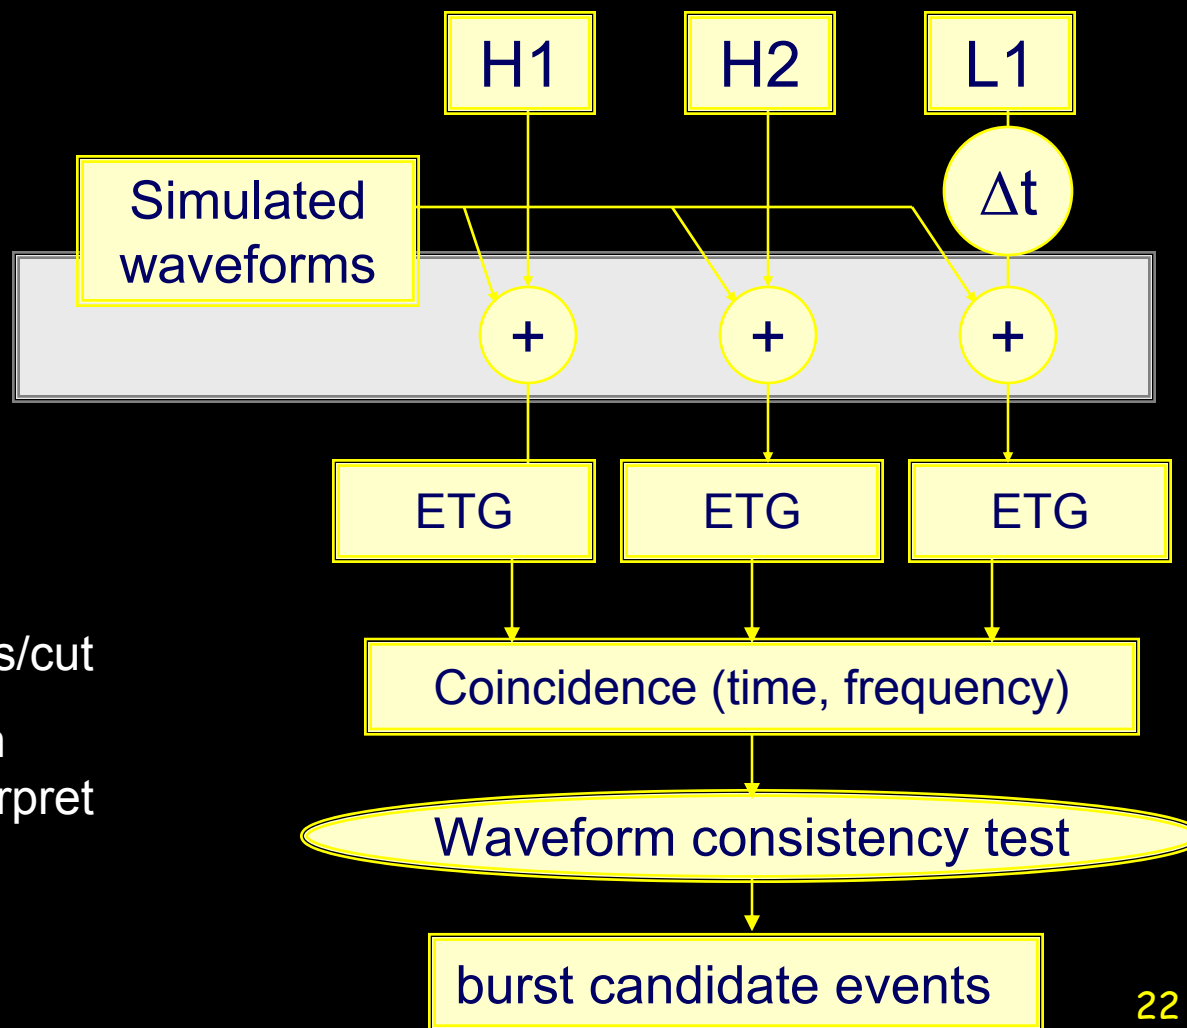 H1
H2
L1
Δt
Simulated
waveforms
+
+
+
ETG
ETG
ETG
s/cut
rpret
Coincidence (time, frequency)
Waveform consistency test
burst candidate events
22